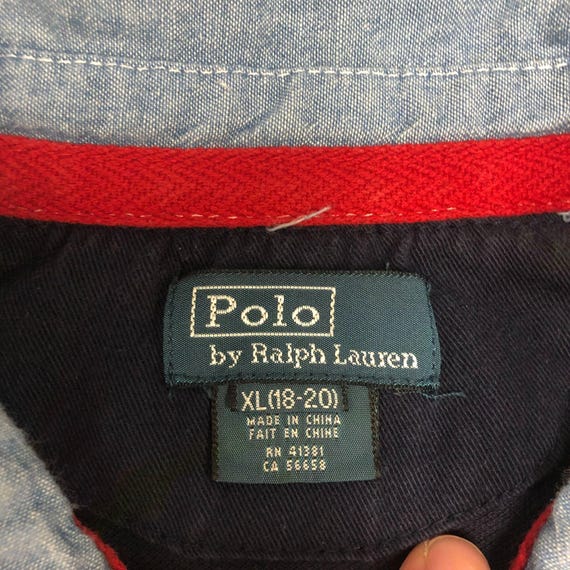 Polo
by Ralph Lauren
XL(18-20)
MADE IN CHINA
FAIT EN CHINE
RN 41381
CA 56658